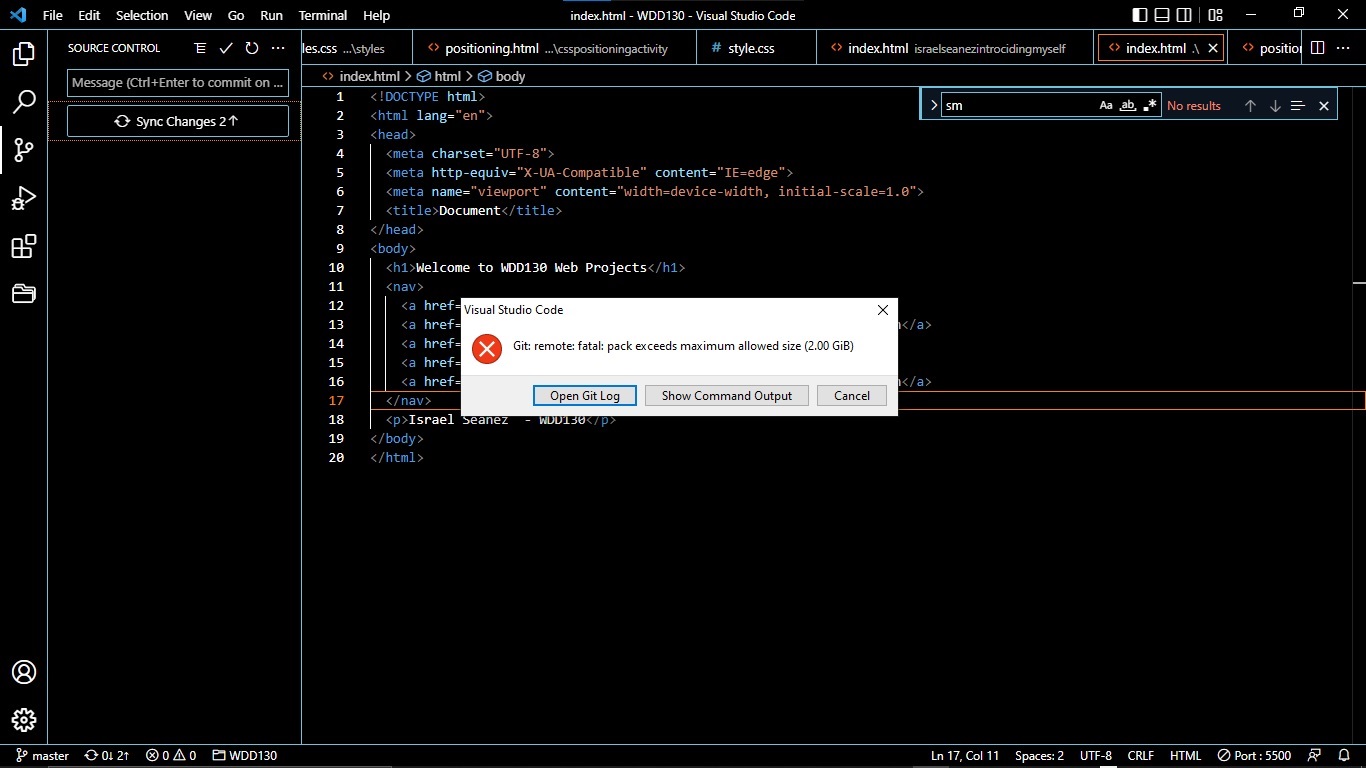 File Edit Selection View Go Run Terminal Help index.html - WDD130 - Visual Studio Code
SOURCE CONTROL
les.css ...\styles positioning.html ...\csspositioningactivity style.css index.html israelseanezintrocidingmyself index.html .\ position
Message (Ctrl+Enter to commit on ...
Sync Changes 2↑
index.html > html > body
sm Aa ab .* No results
1 <!DOCTYPE html>
2 <html lang="en">
3 <head>
4 <meta charset="UTF-8">
5 <meta http-equiv="X-UA-Compatible" content="IE=edge">
6 <meta name="viewport" content="width=device-width, initial-scale=1.0">
7 <title>Document</title>
8 </head>
9 <body>
10 <h1>Welcome to WDD130 Web Projects</h1>
11 <nav>
12 <a href=
13 <a href= </a>
14 <a href=
15 <a href=
16 <a href= </a>
17 </nav>
18 <p>Israel Seanez - WDD130</p>
19 </body>
20 </html>
Visual Studio Code
Git: remote: fatal: pack exceeds maximum allowed size (2.00 GiB)
Open Git Log Show Command Output Cancel
master 0↓ 2↑ 0 0 WDD130 Ln 17, Col 11 Spaces: 2 UTF-8 CRLF HTML Port : 5500